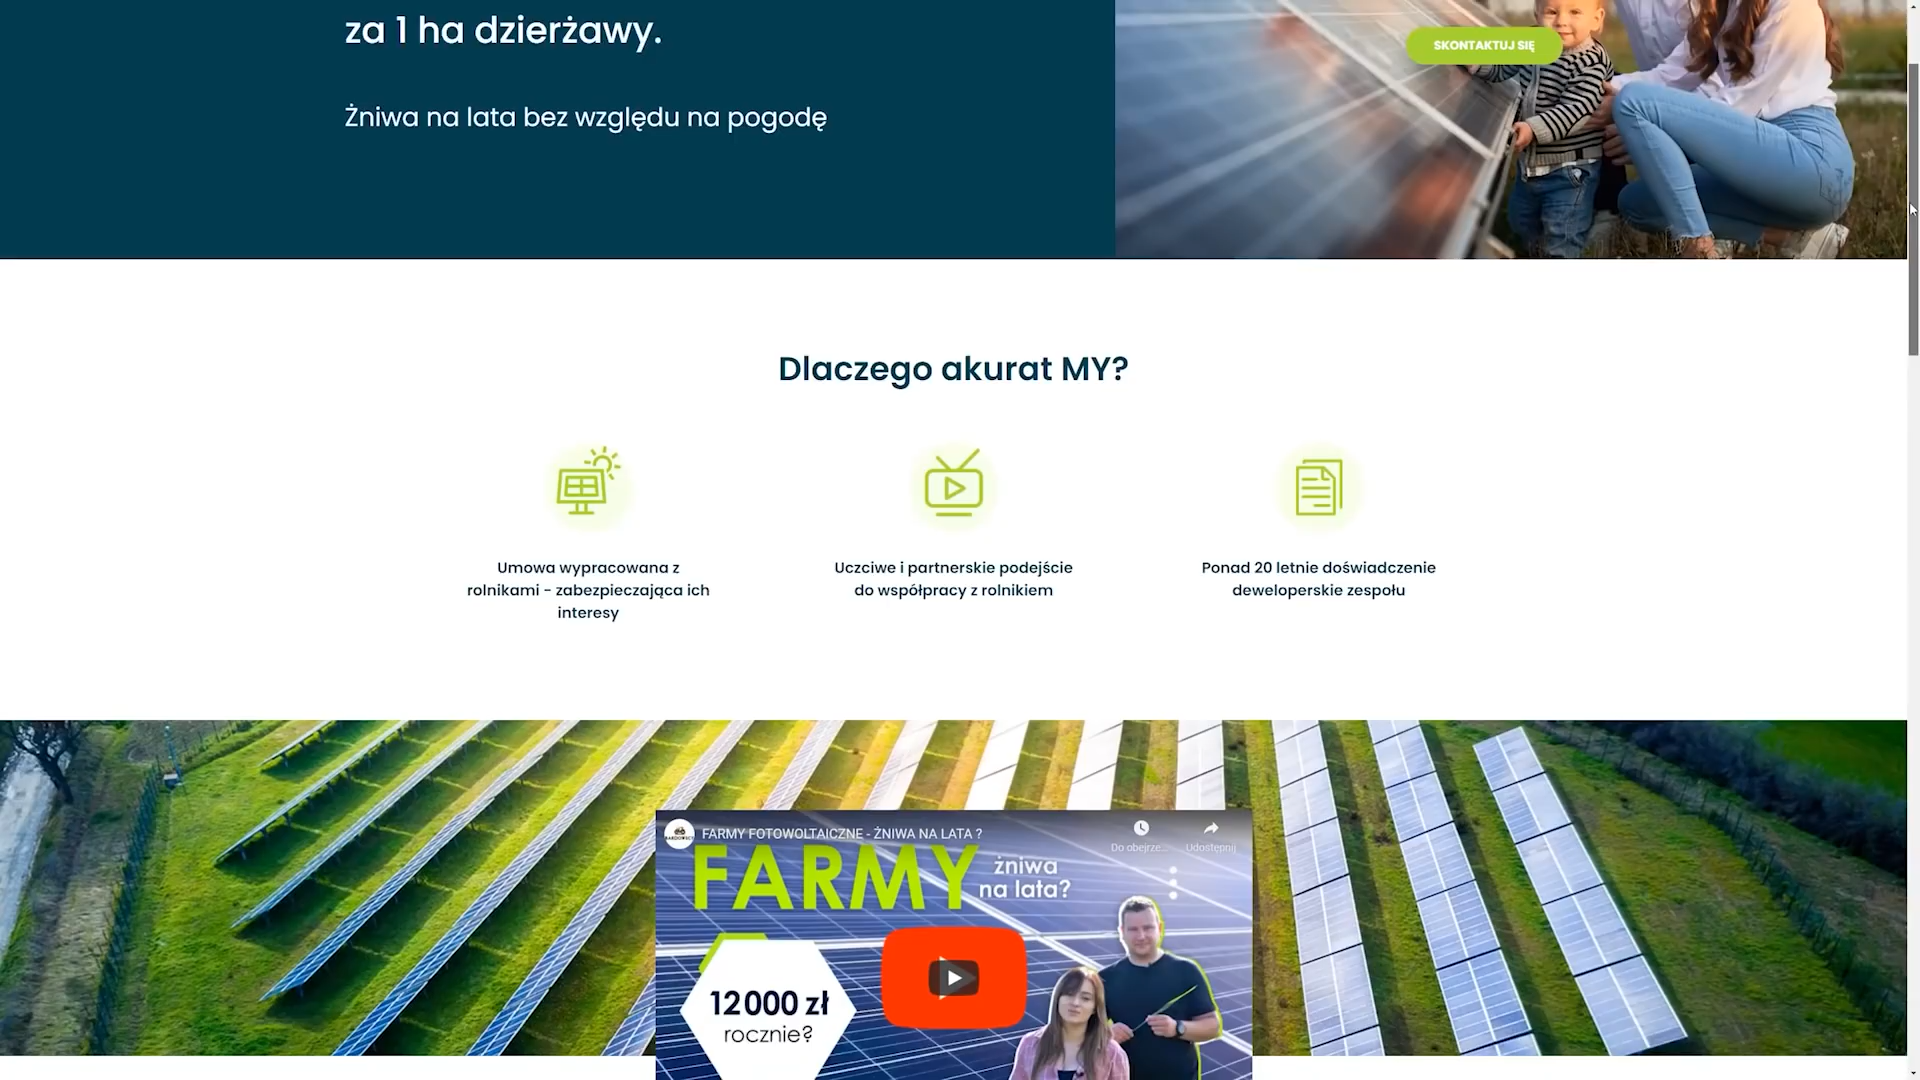 za 1 ha dzierżawy.
SKONTAKTUJ SIĘ
Żniwa na lata bez względu na pogodę
Dlaczego akurat MY?
Umowa wypracowana z
rolnikami - zabezpieczająca ich
interesy
Uczciwe i partnerskie podejście
do współpracy z rolnikiem
Ponad 20 letnie doświadczenie
deweloperskie zespołu
FARMY FOTOWOLTAICZNE - ŻNIWA NA LATA ?
Do obejrze...
Udostępnij
FARMY
żniwa
na lata?
12000 zł
rocznie?